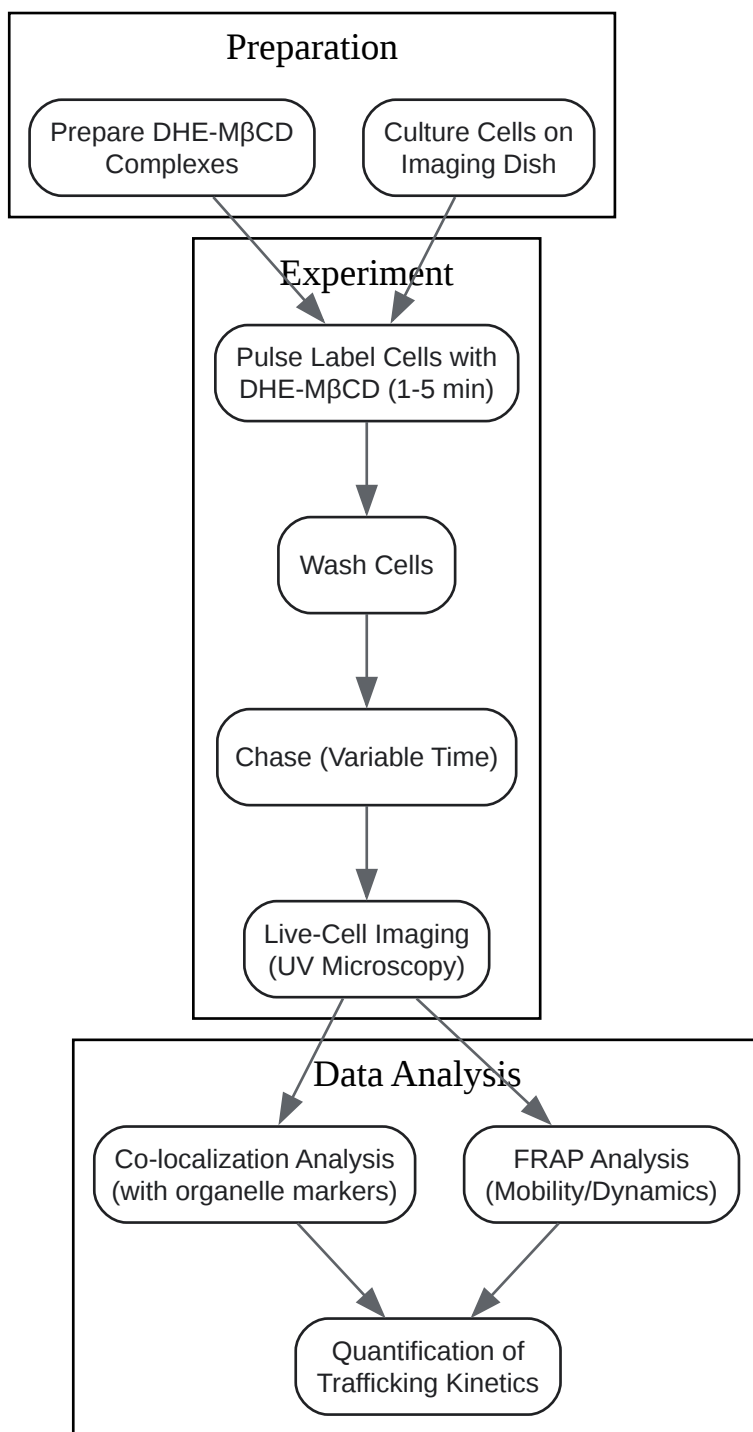 Preparation
Prepare DHE-MβCD
Complexes
Culture Cells on
Imaging Dish
Experiment
Pulse Label Cells with
DHE-MβCD (1-5 min)
Wash Cells
Chase (Variable Time)
Live-Cell Imaging
(UV Microscopy)
Data Analysis
Co-localization Analysis
(with organelle markers)
FRAP Analysis
(Mobility/Dynamics)
Quantification of
Trafficking Kinetics